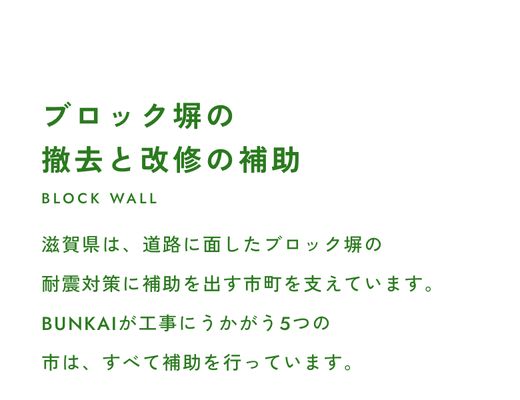 ブロック塀の
撤去と改修の補助
BLOCK WALL
滋賀県は、道路に面したブロック塀の
耐震対策に補助を出す市町を支えています。
BUNKAIが工事にうかがう5つの
市は、すべて補助を行っています。